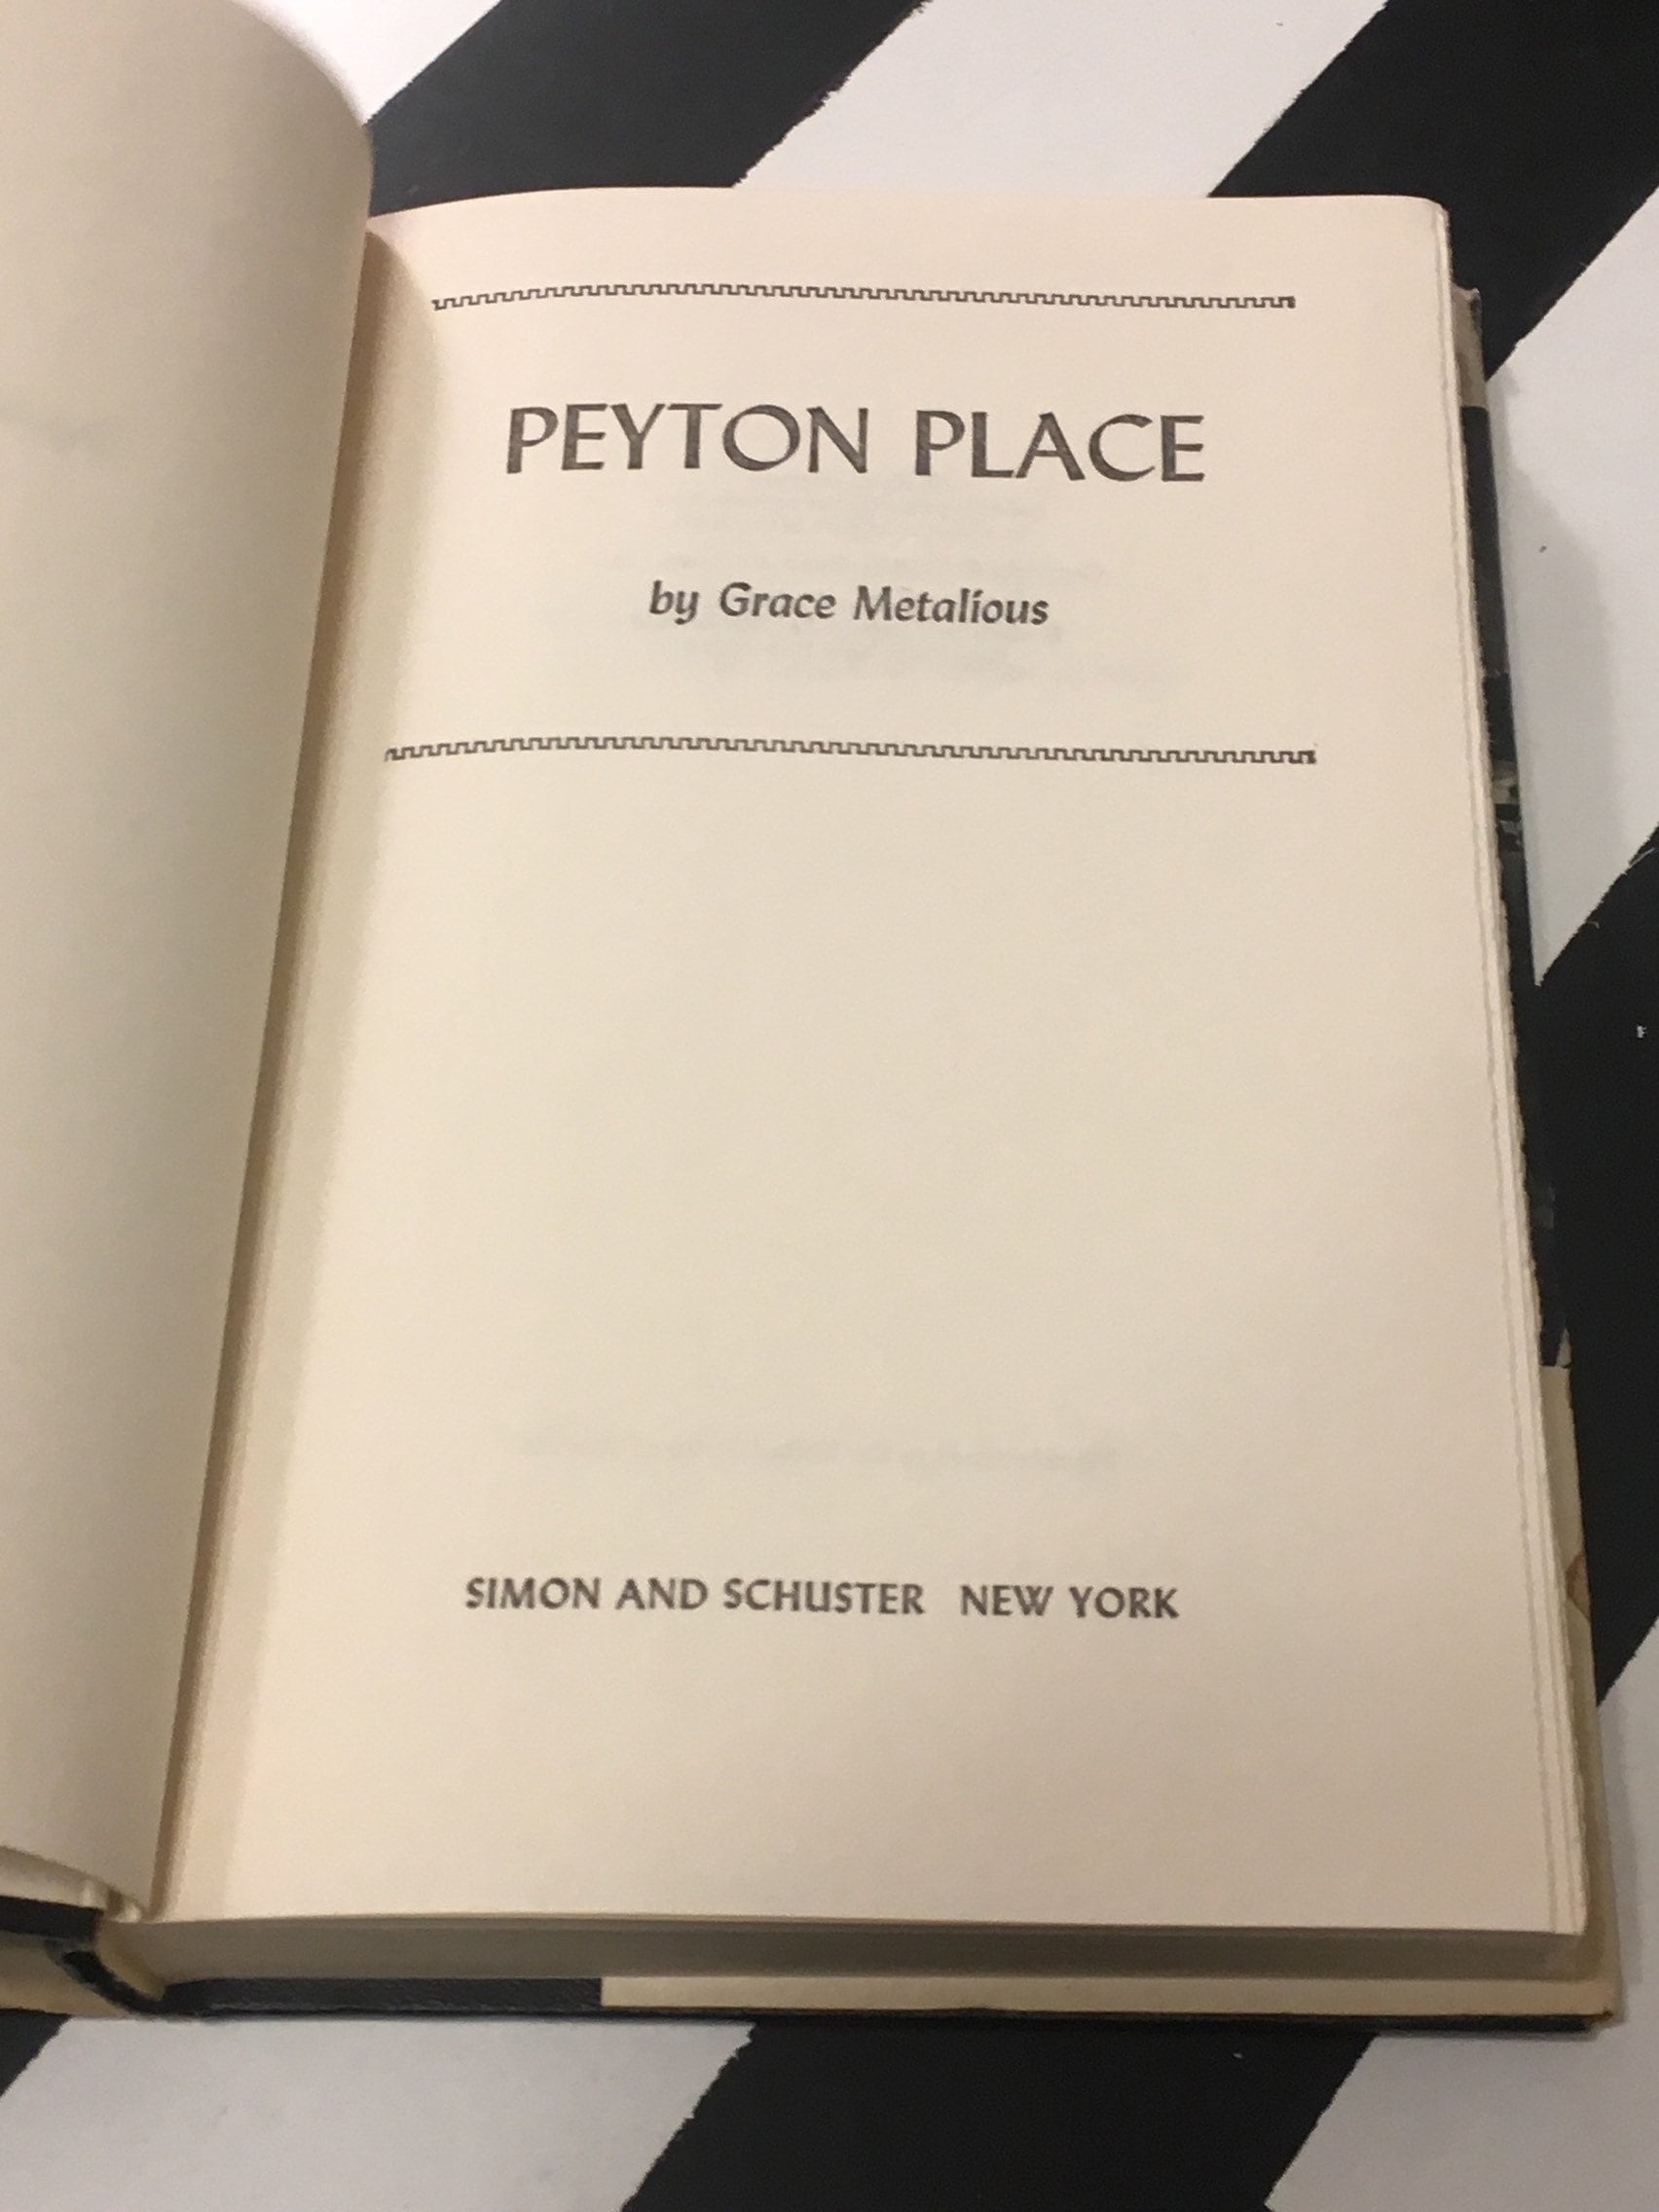 PEYTON PLACE
by Grace Metalious
SIMON AND SCHUSTER NEW YORK